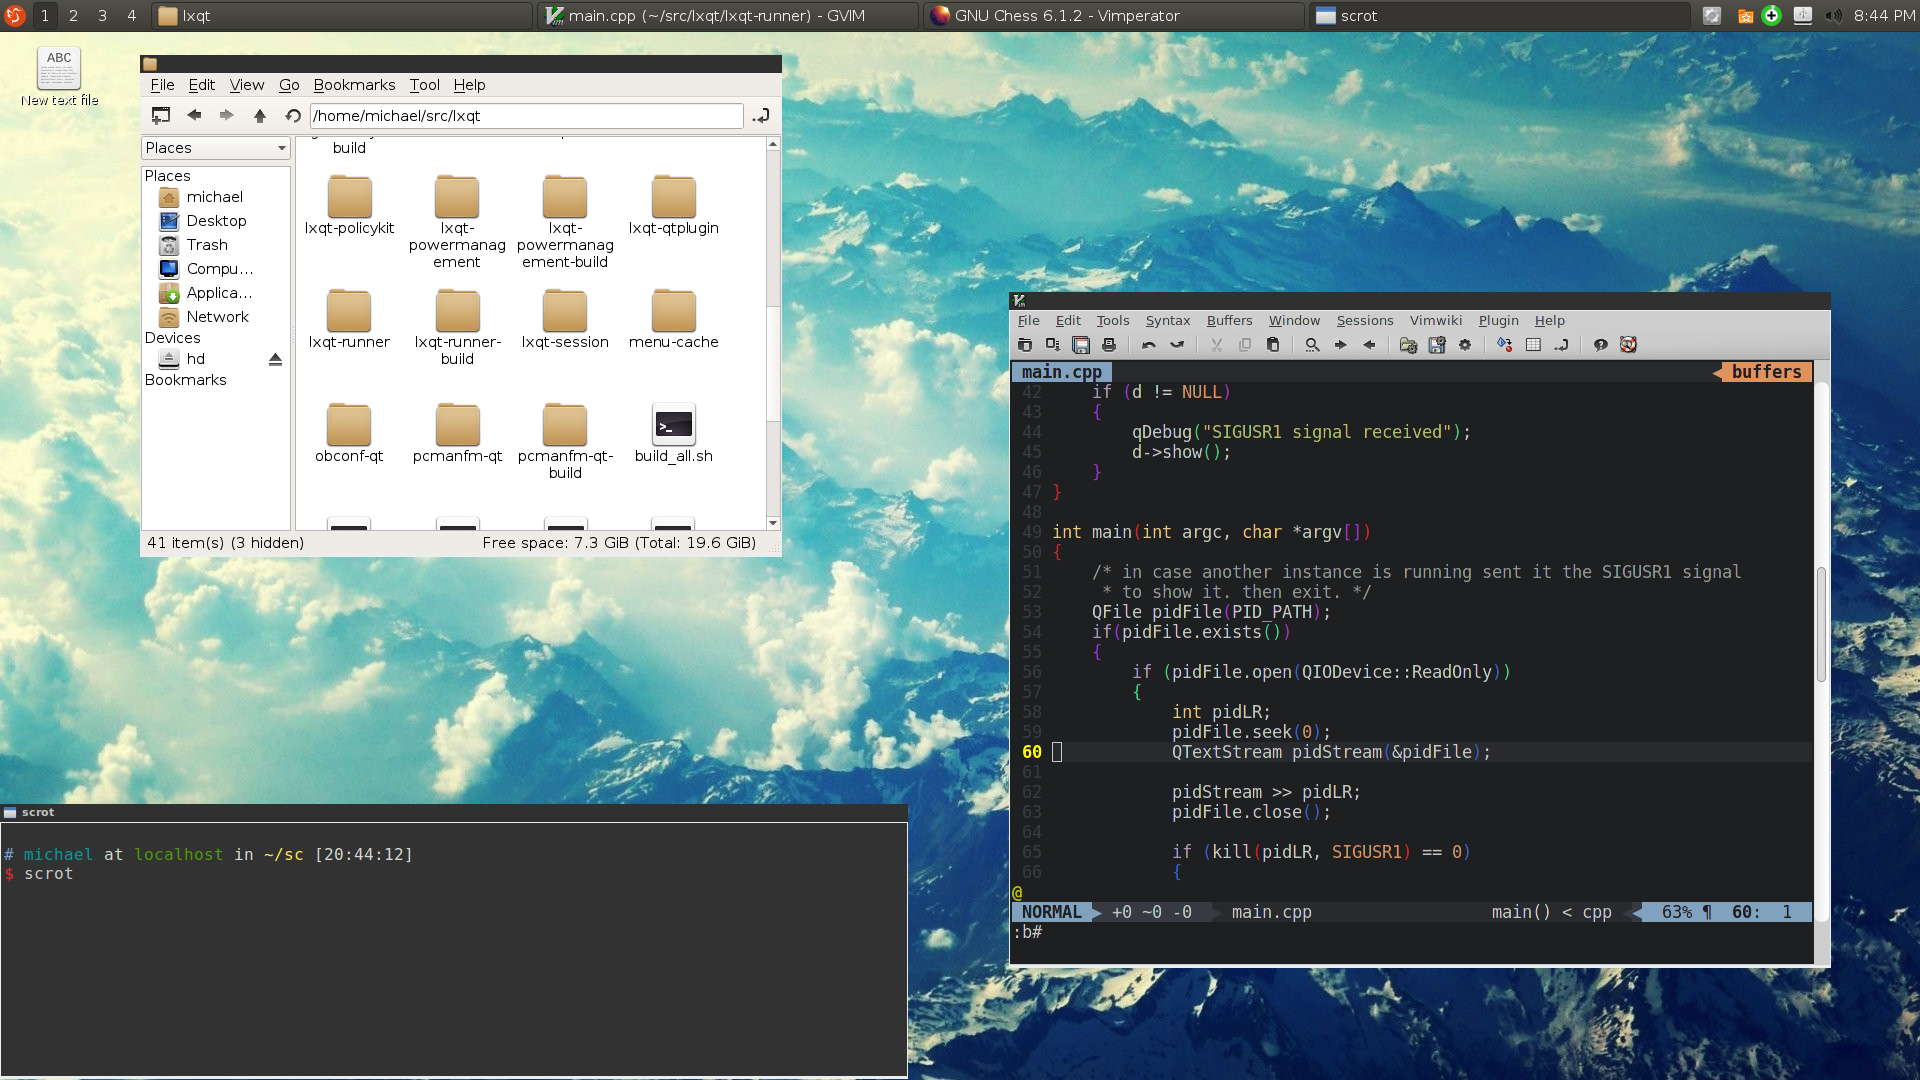 1 2 3 4 lxqt main.cpp (~/src/lxqt/lxqt-runner) - GVIM GNU Chess 6.1.2 - Vimperator scrot 8:44 PM
ABC
New text file
File Edit View Go Bookmarks Tool Help
/home/michael/src/lxqt
Places
Places
michael
Desktop
Trash
Compu...
Applica...
Network
Devices
hd
Bookmarks
build
lxqt-policykit
lxqt-
powermanag
ement
lxqt-
powermanag
ement-build
lxqt-qtplugin
lxqt-runner
lxqt-runner-
build
lxqt-session
menu-cache
obconf-qt
pcmanfm-qt
pcmanfm-qt-
build
build_all.sh
41 item(s) (3 hidden) Free space: 7.3 GiB (Total: 19.6 GiB)
File Edit Tools Syntax Buffers Window Sessions Vimwiki Plugin Help
main.cpp buffers
42     if (d != NULL)
43     {
44         qDebug("SIGUSR1 signal received");
45         d->show();
46     }
47 }
48
49 int main(int argc, char *argv[])
50 {
51     /* in case another instance is running sent it the SIGUSR1 signal
52      * to show it. then exit. */
53     QFile pidFile(PID_PATH);
54     if(pidFile.exists())
55     {
56         if (pidFile.open(QIODevice::ReadOnly))
57         {
58             int pidLR;
59             pidFile.seek(0);
60             QTextStream pidStream(&pidFile);
61
62             pidStream >> pidLR;
63             pidFile.close();
64
65             if (kill(pidLR, SIGUSR1) == 0)
66             {
@
NORMAL +0 ~0 -0 main.cpp main() < cpp 63% ¶ 60: 1
:b#
scrot
# michael at localhost in ~/sc [20:44:12]
$ scrot